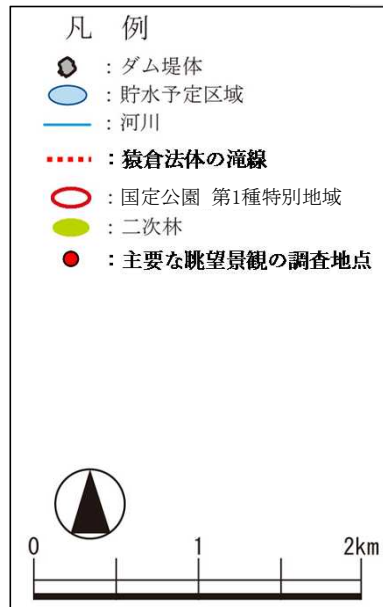 凡 例
：ダム堤体
：貯水予定区域
：河川
：猿倉法体の滝線
：国定公園 第1種特別地域
：二次林
：主要な眺望景観の調査地点
0 1 2km